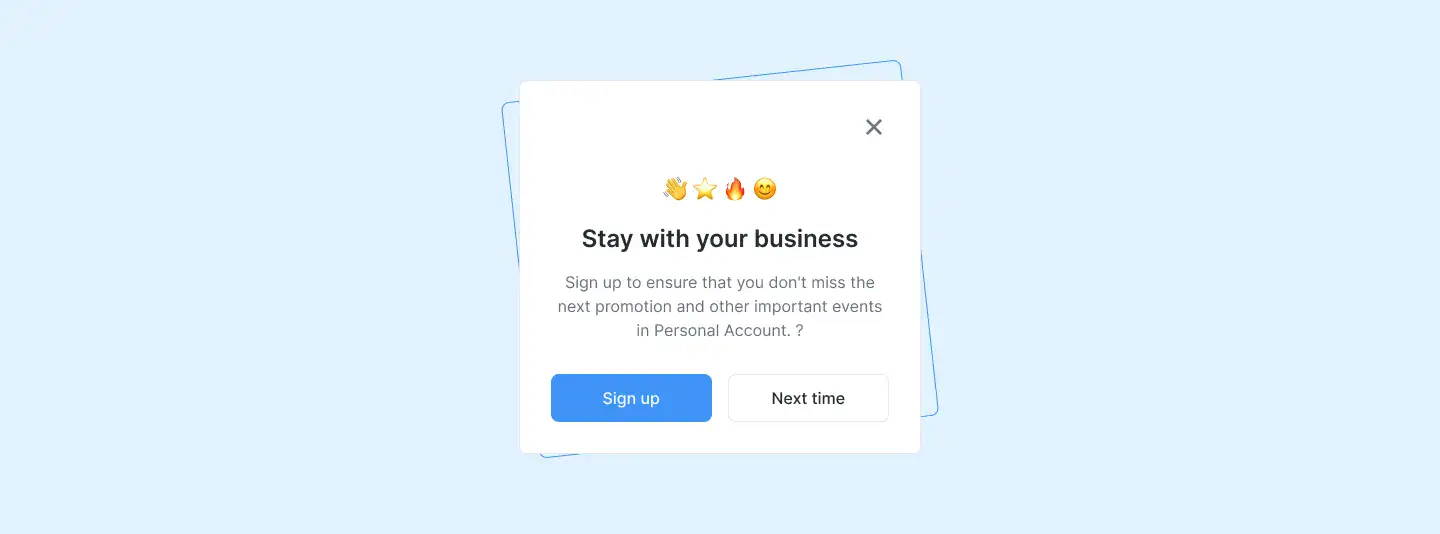 👋⭐🔥😊
Stay with your business
Sign up to ensure that you don't miss the
next promotion and other important events
in Personal Account. ?
Sign up
Next time